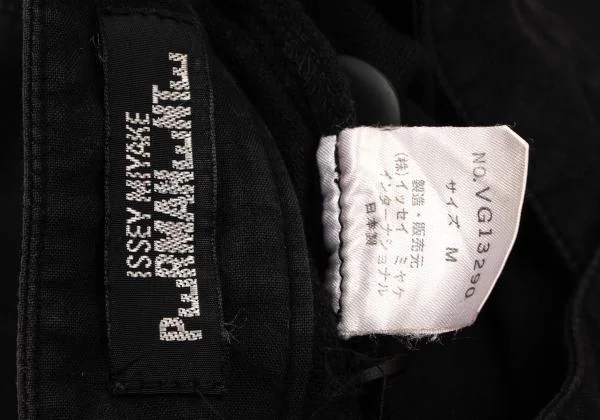 ISSEY MIYAKE
PERMANENTE
NO.VG13290
サイズ M
製造・販売元
(株)イッセイ ミヤケ
インターナショナル
日本製